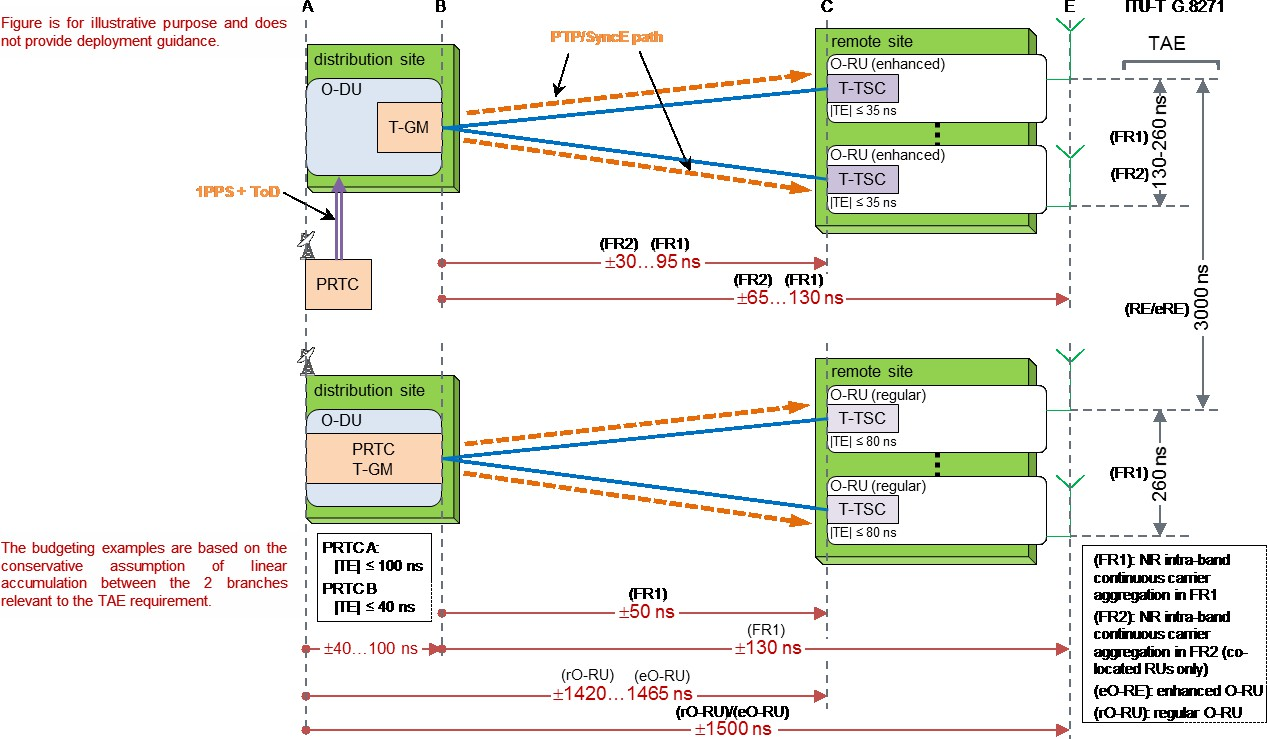 A
B
C
E
ITU-T G.8271
Figure is for illustrative purpose and does
not provide deployment guidance.
PTP/SyncE path
TAE
distribution site
O-DU
T-GM
remote site
O-RU (enhanced)
T-TSC
|TE| ≤ 35 ns
O-RU (enhanced)
T-TSC
|TE| ≤ 35 ns
(FR1)
(FR2)
130-260 ns
1PPS + ToD
PRTC
(FR2) (FR1)
±30…95 ns
(FR2) (FR1)
±65…130 ns
(RE/eRE)
3000 ns
distribution site
O-DU
PRTC
T-GM
remote site
O-RU (regular)
T-TSC
|TE| ≤ 80 ns
O-RU (regular)
T-TSC
|TE| ≤ 80 ns
(FR1)
260 ns
The budgeting examples are based on the
conservative assumption of linear
accumulation between the 2 branches
relevant to the TAE requirement.
PRTC A:
|TE| ≤ 100 ns
PRTC B
|TE| ≤ 40 ns
(FR1)
±50 ns
(FR1)
±40…100 ns
±130 ns
(rO-RU) (eO-RU)
±1420…1465 ns
(rO-RU)/(eO-RU)
±1500 ns
(FR1): NR intra-band
continuous carrier
aggregation in FR1
(FR2): NR intra-band
continuous carrier
aggregation in FR2 (co-
located RUs only)
(eO-RE): enhanced O-RU
(rO-RU): regular O-RU